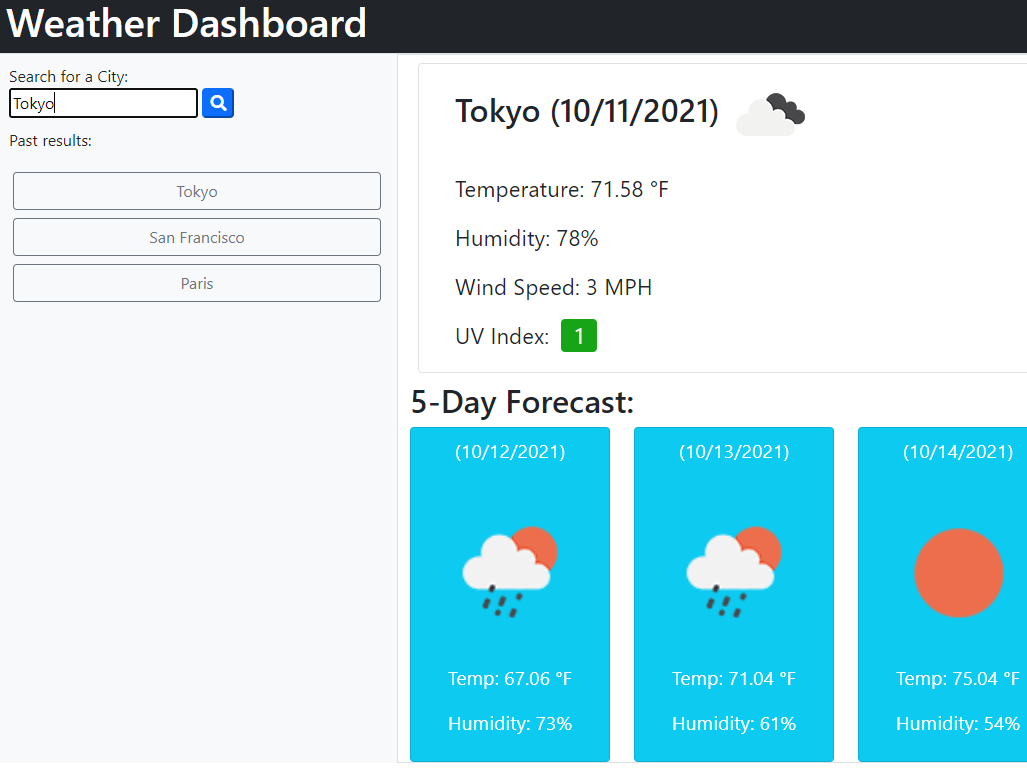 Weather Dashboard
Search for a City:
Tokyo
Past results:
Tokyo
San Francisco
Paris
Tokyo (10/11/2021)
Temperature: 71.58 °F
Humidity: 78%
Wind Speed: 3 MPH
UV Index: 1
5-Day Forecast:
(10/12/2021)
Temp: 67.06 °F
Humidity: 73%
(10/13/2021)
Temp: 71.04 °F
Humidity: 61%
(10/14/2021)
Temp: 75.04 °F
Humidity: 54%